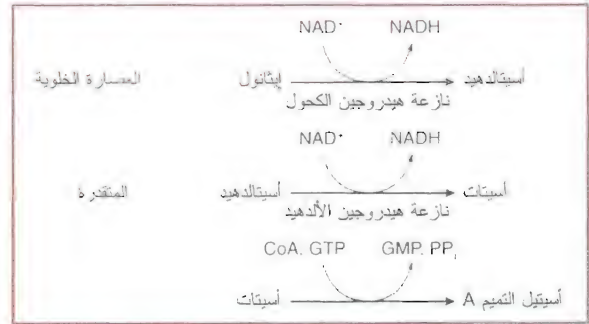 NAD⁺ NADH
العصارة الخلوية إيثانول أسيتالدهيد
نازعة هيدروجين الكحول
NAD⁺ NADH
المتقدرة أسيتالدهيد أسيتات
نازعة هيدروجين الألدهيد
CoA. GTP GMP. PPᵢ
أسيتات أسيتيل التميم A